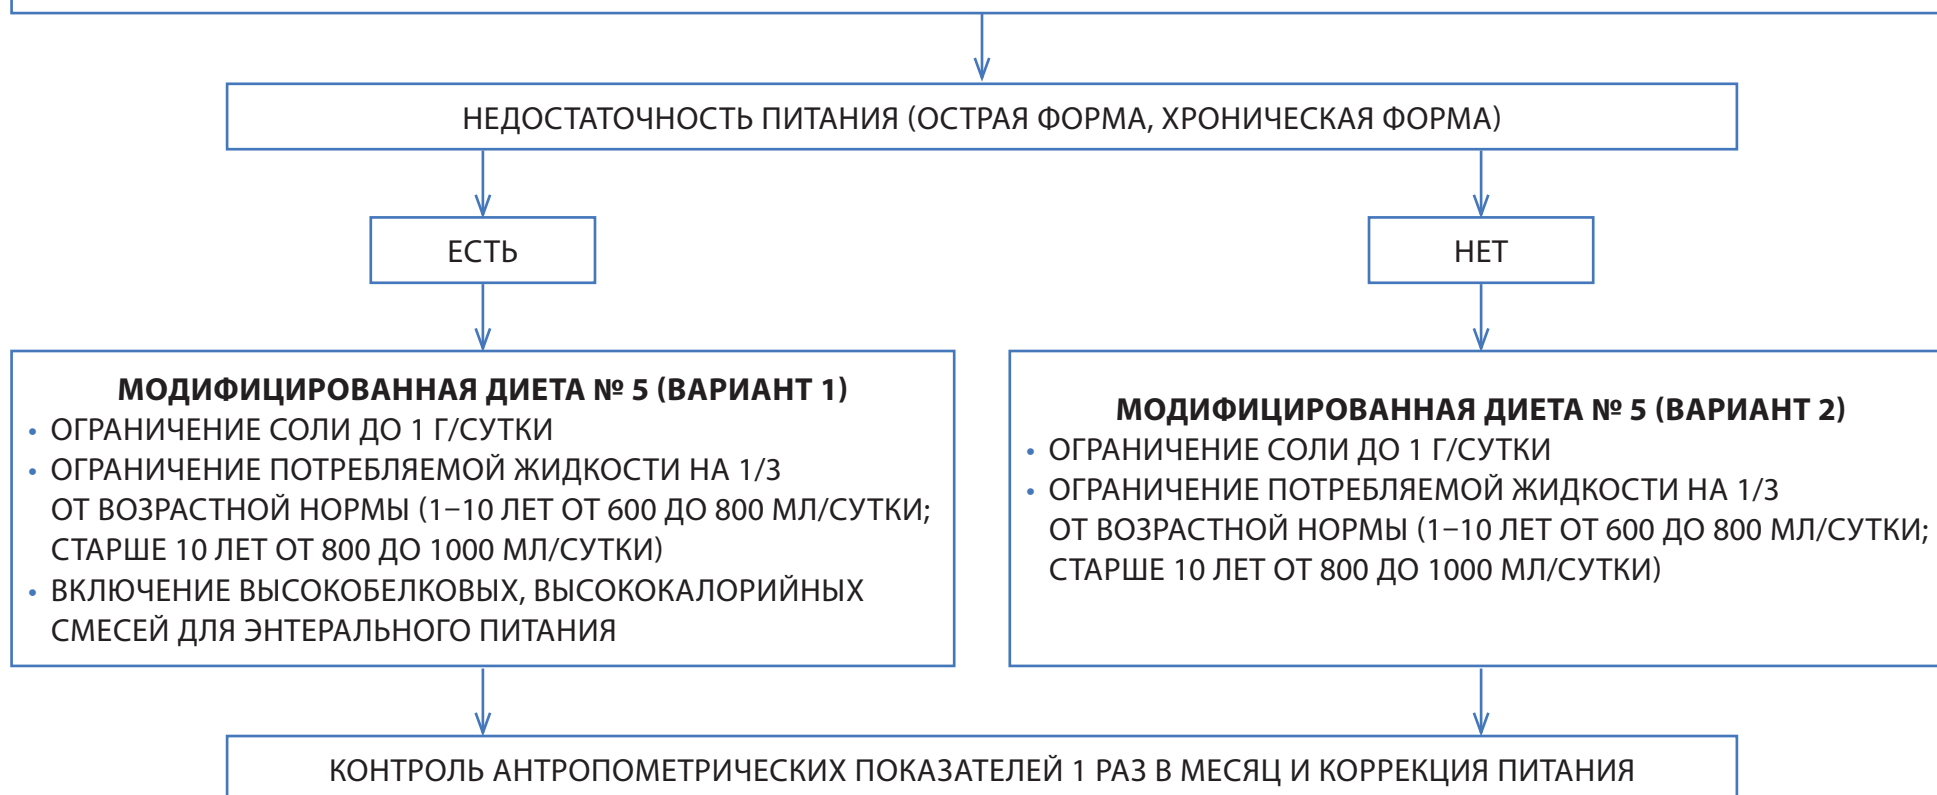 НЕДОСТАТОЧНОСТЬ ПИТАНИЯ (ОСТРАЯ ФОРМА, ХРОНИЧЕСКАЯ ФОРМА)
ЕСТЬ
НЕТ
МОДИФИЦИРОВАННАЯ ДИЕТА № 5 (ВАРИАНТ 1)
• ОГРАНИЧЕНИЕ СОЛИ ДО 1 Г/СУТКИ
• ОГРАНИЧЕНИЕ ПОТРЕБЛЯЕМОЙ ЖИДКОСТИ НА 1/3
ОТ ВОЗРАСТНОЙ НОРМЫ (1–10 ЛЕТ ОТ 600 ДО 800 МЛ/СУТКИ;
СТАРШЕ 10 ЛЕТ ОТ 800 ДО 1000 МЛ/СУТКИ)
• ВКЛЮЧЕНИЕ ВЫСОКОБЕЛКОВЫХ, ВЫСОКОКАЛОРИЙНЫХ
СМЕСЕЙ ДЛЯ ЭНТЕРАЛЬНОГО ПИТАНИЯ
МОДИФИЦИРОВАННАЯ ДИЕТА № 5 (ВАРИАНТ 2)
• ОГРАНИЧЕНИЕ СОЛИ ДО 1 Г/СУТКИ
• ОГРАНИЧЕНИЕ ПОТРЕБЛЯЕМОЙ ЖИДКОСТИ НА 1/3
ОТ ВОЗРАСТНОЙ НОРМЫ (1–10 ЛЕТ ОТ 600 ДО 800 МЛ/СУТКИ;
СТАРШЕ 10 ЛЕТ ОТ 800 ДО 1000 МЛ/СУТКИ)
КОНТРОЛЬ АНТРОПОМЕТРИЧЕСКИХ ПОКАЗАТЕЛЕЙ 1 РАЗ В МЕСЯЦ И КОРРЕКЦИЯ ПИТАНИЯ